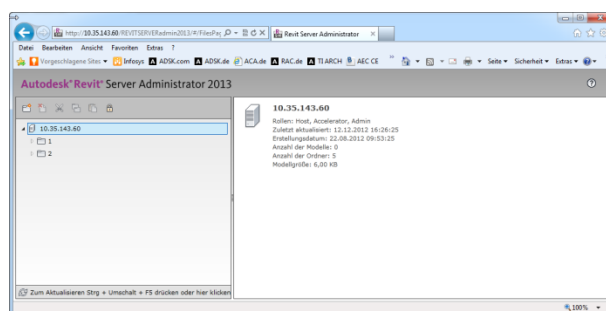 http://10.35.143.60/REVITSERVERadmin2013/#/FilesPag
Revit Server Administrator
Datei Bearbeiten Ansicht Favoriten Extras ?
Vorgeschlagene Sites Infosys ADSK.com ADSK.de ACA.de RAC.de TI ARCH AEC CE Seite Sicherheit Extras
Autodesk® Revit® Server Administrator 2013
10.35.143.60
1
2
10.35.143.60
Rollen: Host, Accelerator, Admin
Zuletzt aktualisiert: 12.12.2012 16:26:25
Erstellungsdatum: 22.08.2012 09:53:25
Anzahl der Modelle: 0
Anzahl der Ordner: 5
Modellgröße: 6,00 KB
Zum Aktualisieren Strg + Umschalt + F5 drücken oder hier klicken
100%